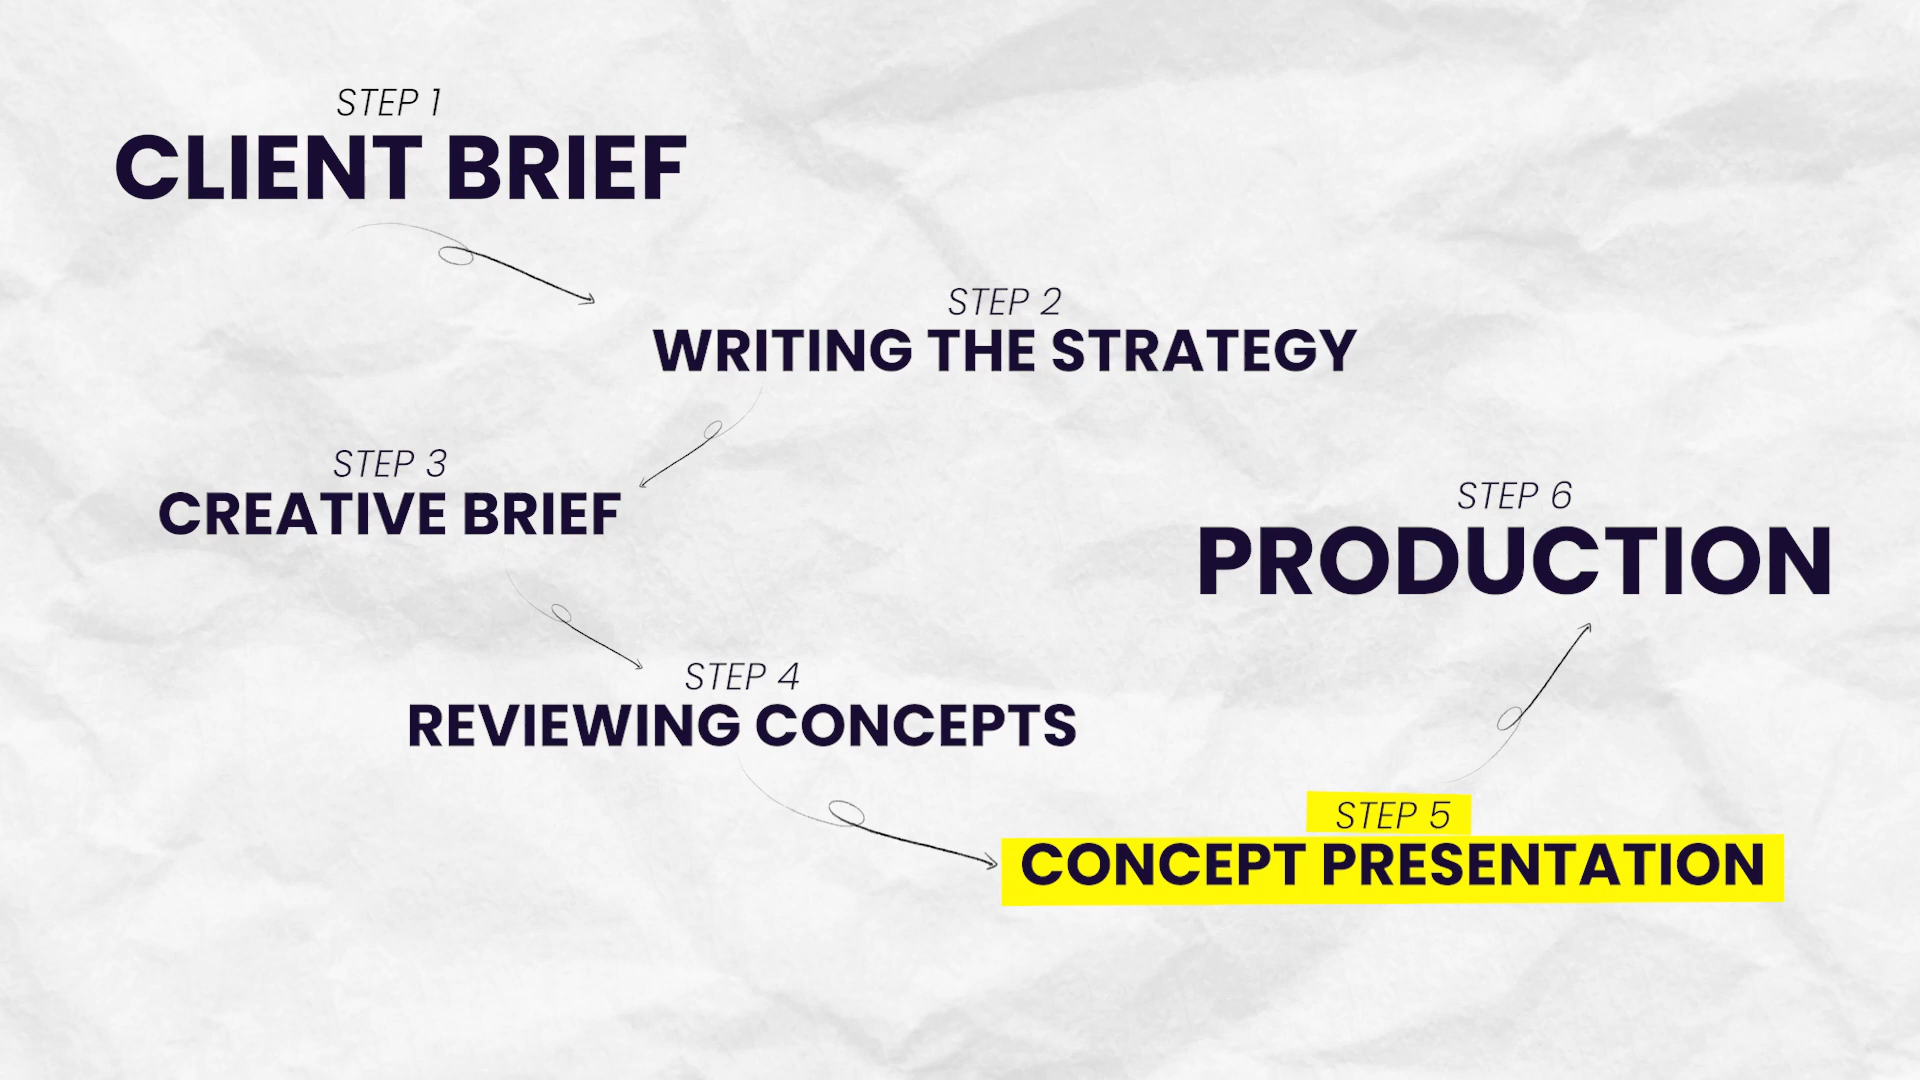 STEP 1
CLIENT BRIEF
STEP 2
WRITING THE STRATEGY
STEP 3
CREATIVE BRIEF
STEP 4
REVIEWING CONCEPTS
STEP 5
CONCEPT PRESENTATION
STEP 6
PRODUCTION